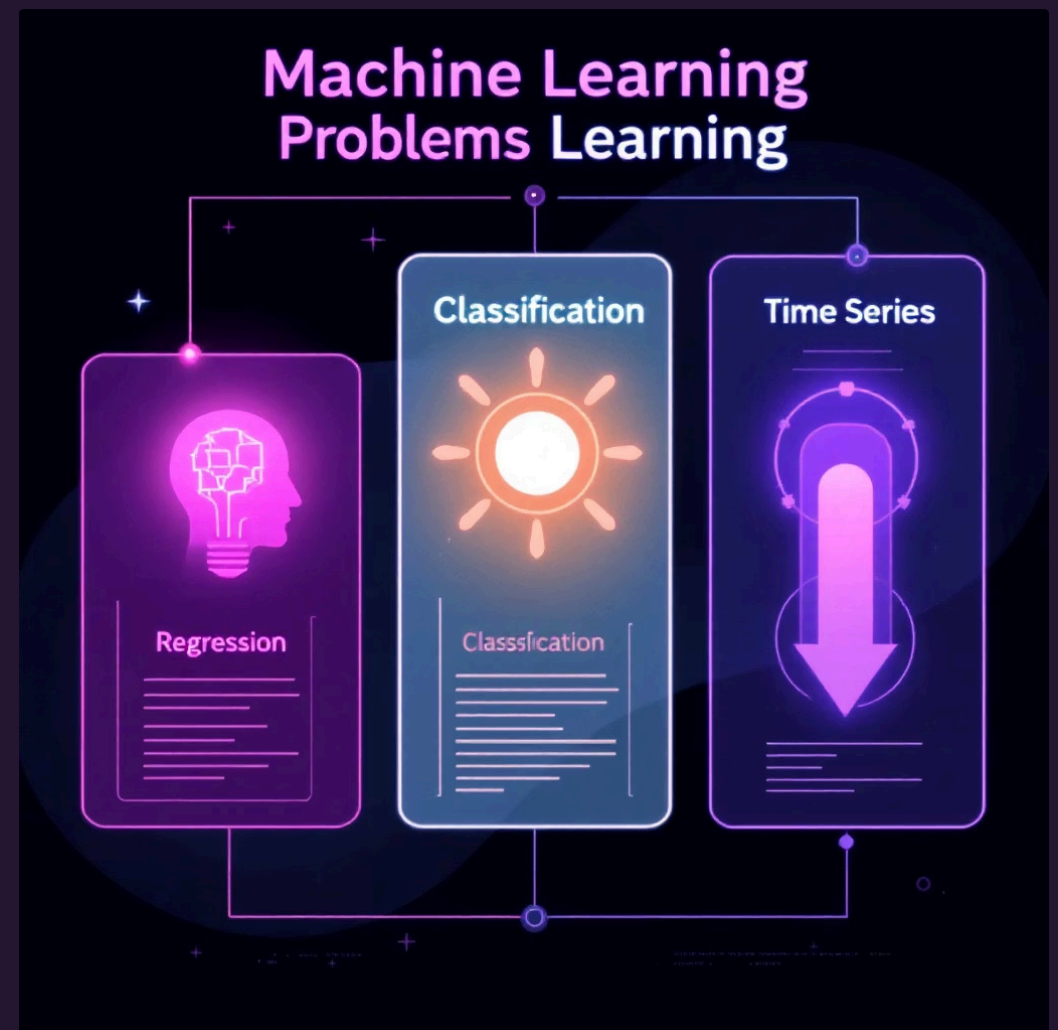 Machine Learning
Problems Learning
Classification
Time Series
Regression
Classsfication